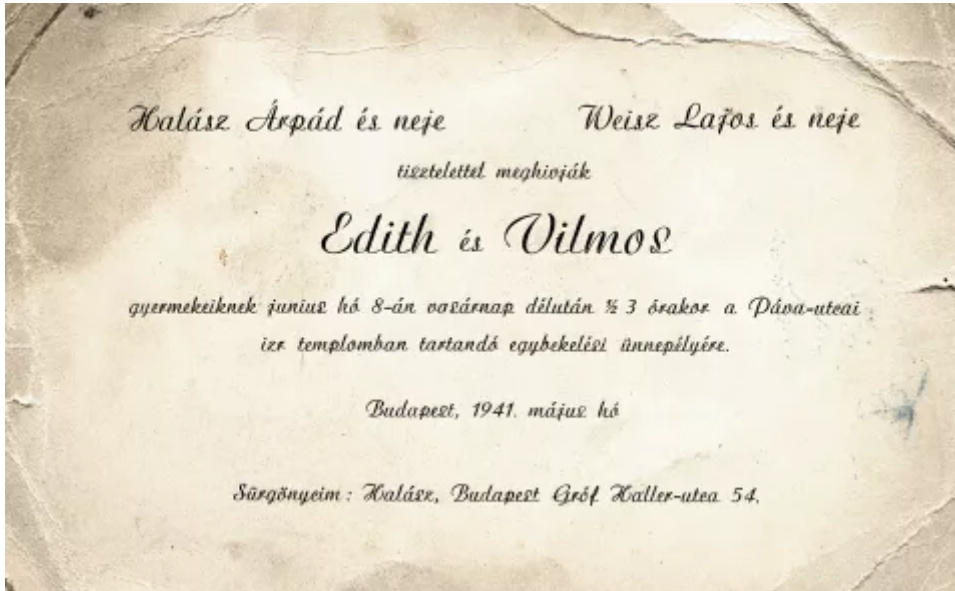 Halász Árpád és neje Weisz Lajos és neje
tisztelettel meghivják
Edith és Vilmos
gyermekeiknek junius hó 8-án vasárnap délután ½ 3 órakor a Páva-utcai
izr templomban tartandó egybekelési ünnepélyére.
Budapest, 1941. május hó
Sürgönyeim: Halász, Budapest Gróf Haller-utca 54.